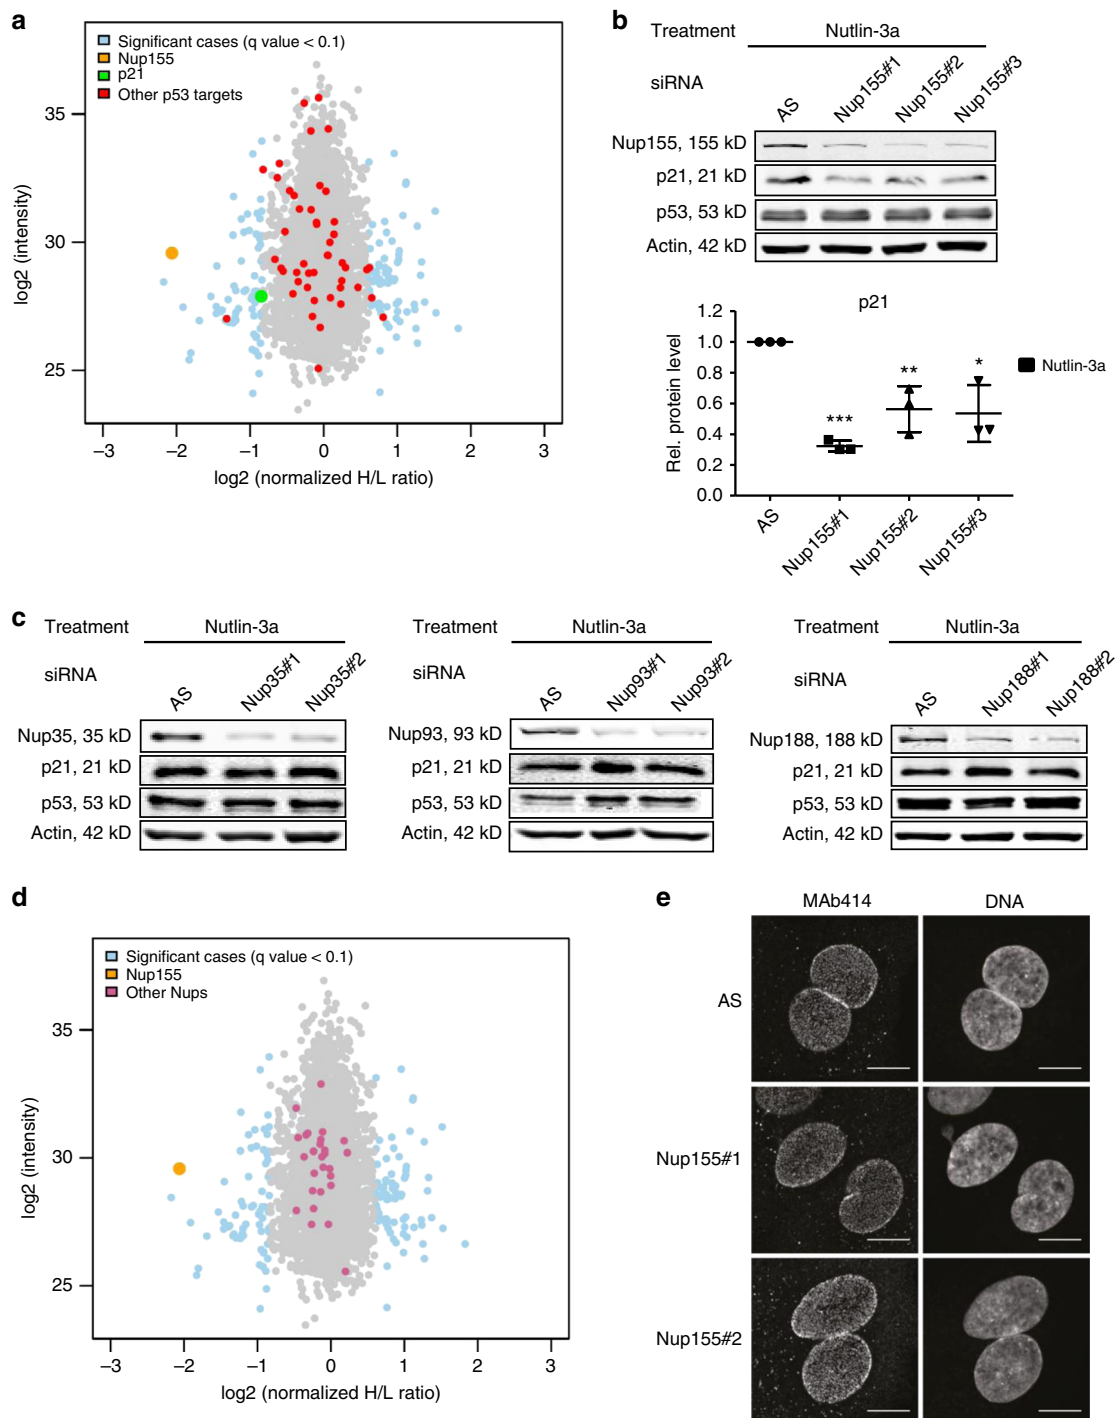 a
Significant cases (q value < 0.1)
Nup155
p21
Other p53 targets
35
30
25
log2 (intensity)
−3 −2 −1 0 1 2 3
log2 (normalized H/L ratio)
b
Treatment Nutlin-3a
siRNA AS Nup155#1 Nup155#2 Nup155#3
Nup155, 155 kD
p21, 21 kD
p53, 53 kD
Actin, 42 kD
p21
1.2
1.0
0.8
0.6
0.4
0.2
0.0
Rel. protein level
*** ** *
Nutlin-3a
AS Nup155#1 Nup155#2 Nup155#3
c
Treatment Nutlin-3a
siRNA AS Nup35#1 Nup35#2
Nup35, 35 kD
p21, 21 kD
p53, 53 kD
Actin, 42 kD
Treatment Nutlin-3a
siRNA AS Nup93#1 Nup93#2
Nup93, 93 kD
p21, 21 kD
p53, 53 kD
Actin, 42 kD
Treatment Nutlin-3a
siRNA AS Nup188#1 Nup188#2
Nup188, 188 kD
p21, 21 kD
p53, 53 kD
Actin, 42 kD
d
Significant cases (q value < 0.1)
Nup155
Other Nups
35
30
25
log2 (intensity)
−3 −2 −1 0 1 2 3
log2 (normalized H/L ratio)
e
MAb414 DNA
AS
Nup155#1
Nup155#2